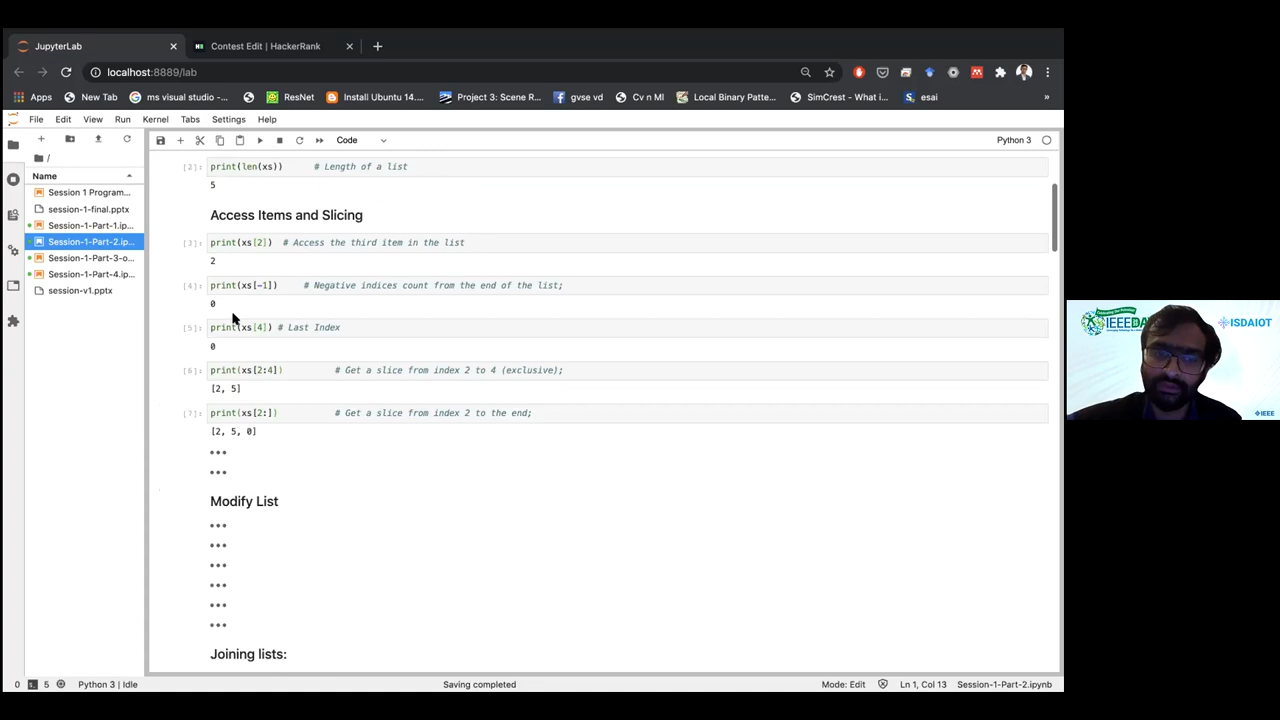 JupyterLab
Contest Edit | HackerRank
localhost:8889/lab
Apps New Tab ms visual studio -... ResNet Install Ubuntu 14.... Project 3: Scene R... gvse vd Cv n Ml Local Binary Patte... SimCrest - What i... esai »
File Edit View Run Kernel Tabs Settings Help
Code
Python 3
/
Name
Session 1 Program...
session-1-final.pptx
Session-1-Part-1.ip...
Session-1-Part-2.ip...
Session-1-Part-3-o...
Session-1-Part-4.ip...
session-v1.pptx
[2]: print(len(xs)) # Length of a list
5
Access Items and Slicing
[3]: print(xs[2]) # Access the third item in the list
2
[4]: print(xs[-1]) # Negative indices count from the end of the list;
0
[5]: print(xs[4]) # Last Index
0
[6]: print(xs[2:4]) # Get a slice from index 2 to 4 (exclusive);
[2, 5]
[7]: print(xs[2:]) # Get a slice from index 2 to the end;
[2, 5, 0]
Modify List
Joining lists:
0 5 Python 3 | Idle Saving completed Mode: Edit Ln 1, Col 13 Session-1-Part-2.ipynb
IEEEDA
ISDAIOT
IEEE